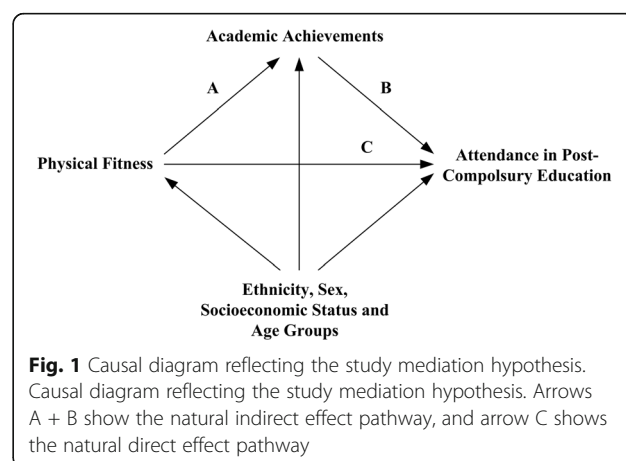 Academic Achievements
A
B
C
Physical Fitness
Attendance in Post-
Compolsury Education
Ethnicity, Sex,
Socioeconomic Status and
Age Groups
Fig. 1 Causal diagram reflecting the study mediation hypothesis.
Causal diagram reflecting the study mediation hypothesis. Arrows
A + B show the natural indirect effect pathway, and arrow C shows
the natural direct effect pathway